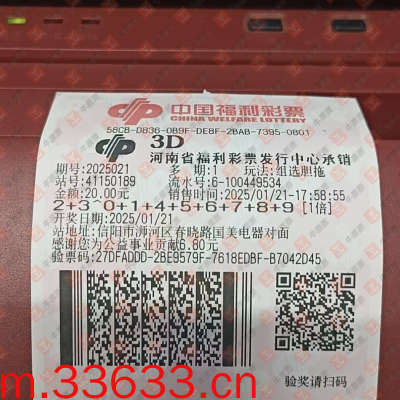 中国福利彩票
CHINA WELFARE LOTTERY
56CB-DB36-0B9F-DE8F-2BAB-7395-0B01
3D
河南省福利彩票发行中心承销
期号:2025021 多 期:1 玩法:组选胆拖
站号:41150189 流水号:6-100449534
金额:20.00 销售时间:2025/01/21-17:58:55
2+3^0+1+4+5+6+7+8+9 [1倍]
开奖日期:2025/01/21
站地址:信阳市浉河区春晓路国美电器对面
感谢您为公益事业贡献6.80元
验票码:27DFADDD-2BE9579F-7618EDBF-B7042D45
验奖请扫码
m.33633.cn